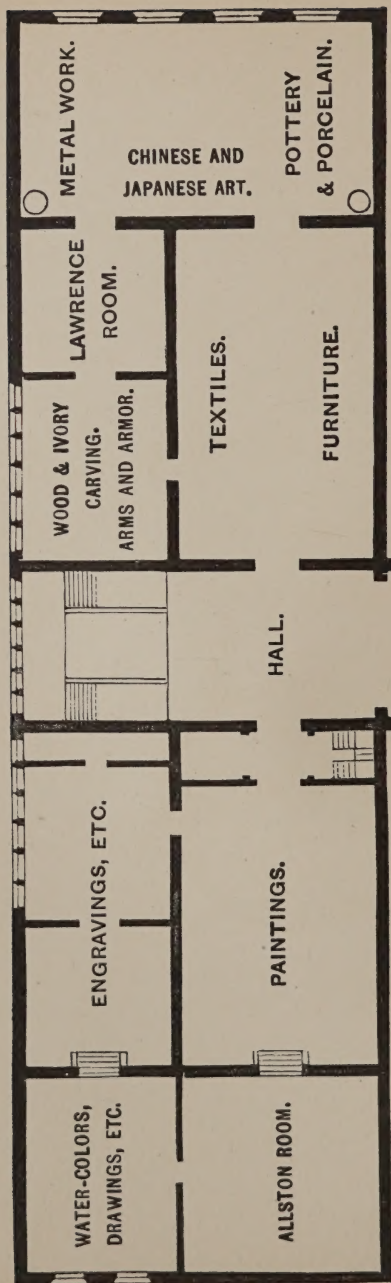 METAL WORK.
CHINESE AND
JAPANESE ART.
POTTERY
& PORCELAIN.
LAWRENCE
ROOM.
WOOD & IVORY
CARVING.
ARMS AND ARMOR.
TEXTILES.
FURNITURE.
HALL.
ENGRAVINGS, ETC.
PAINTINGS.
WATER-COLORS,
DRAWINGS, ETC.
ALLSTON ROOM.